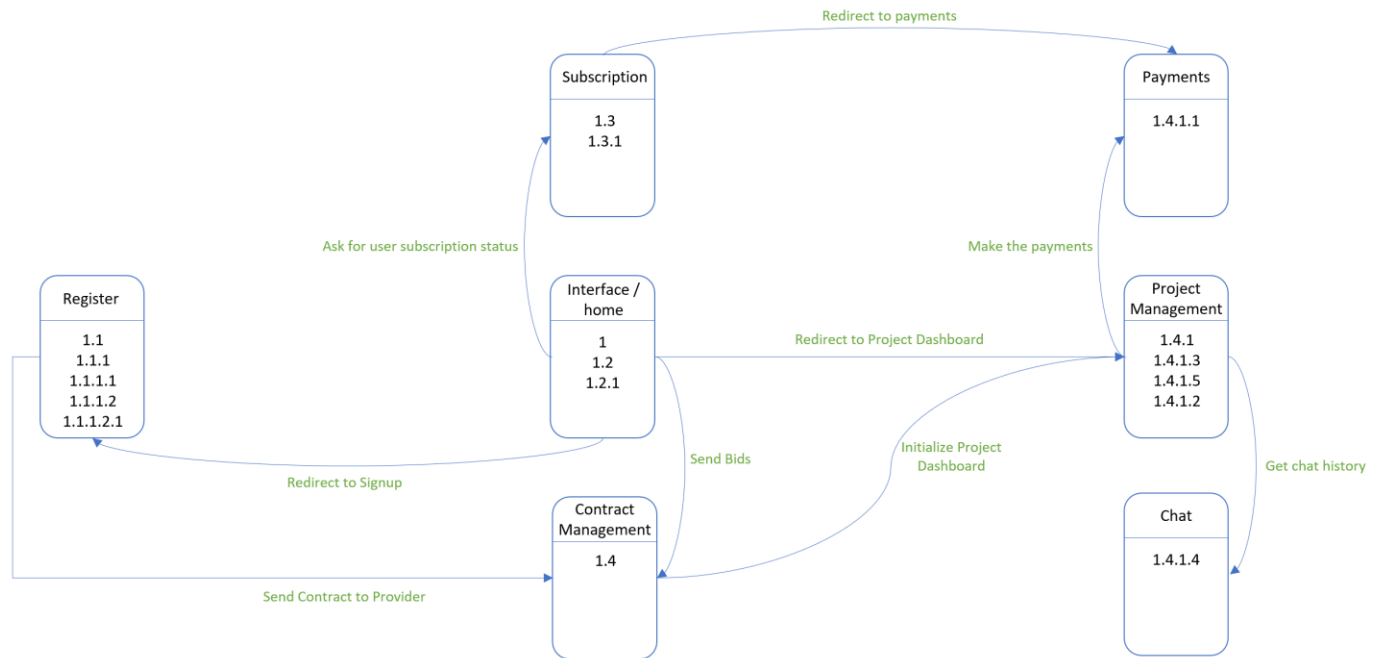 Redirect to payments
Subscription
1.3
1.3.1
Payments
1.4.1.1
Ask for user subscription status
Make the payments
Register
1.1
1.1.1
1.1.1.1
1.1.1.2
1.1.1.2.1
Interface /
home
1
1.2
1.2.1
Redirect to Project Dashboard
Project
Management
1.4.1
1.4.1.3
1.4.1.5
1.4.1.2
Redirect to Signup
Send Bids
Initialize Project
Dashboard
Get chat history
Contract
Management
1.4
Chat
1.4.1.4
Send Contract to Provider